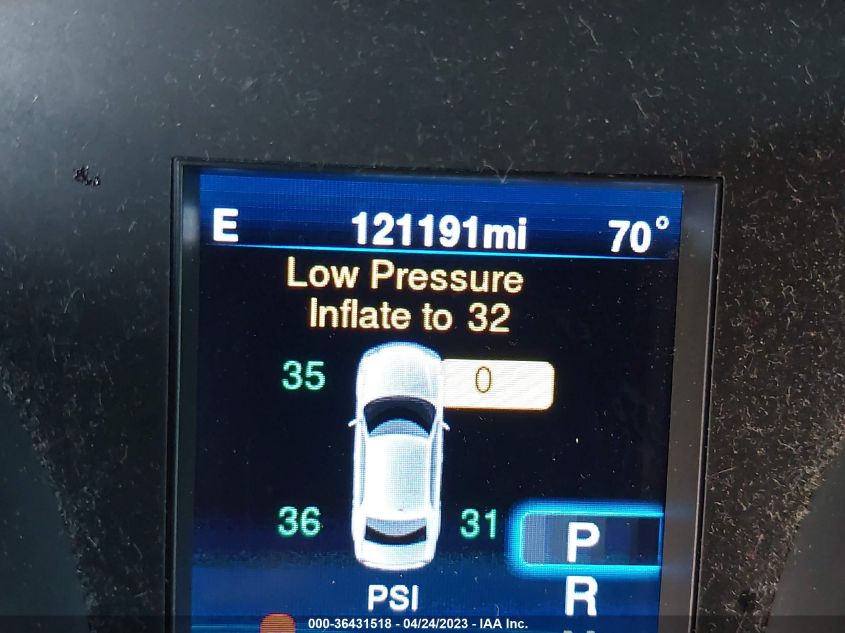 E 121191mi 70°
Low Pressure
Inflate to 32
35 0
36 31 P
PSI R
000-36431518 - 04/24/2023 - IAA Inc.